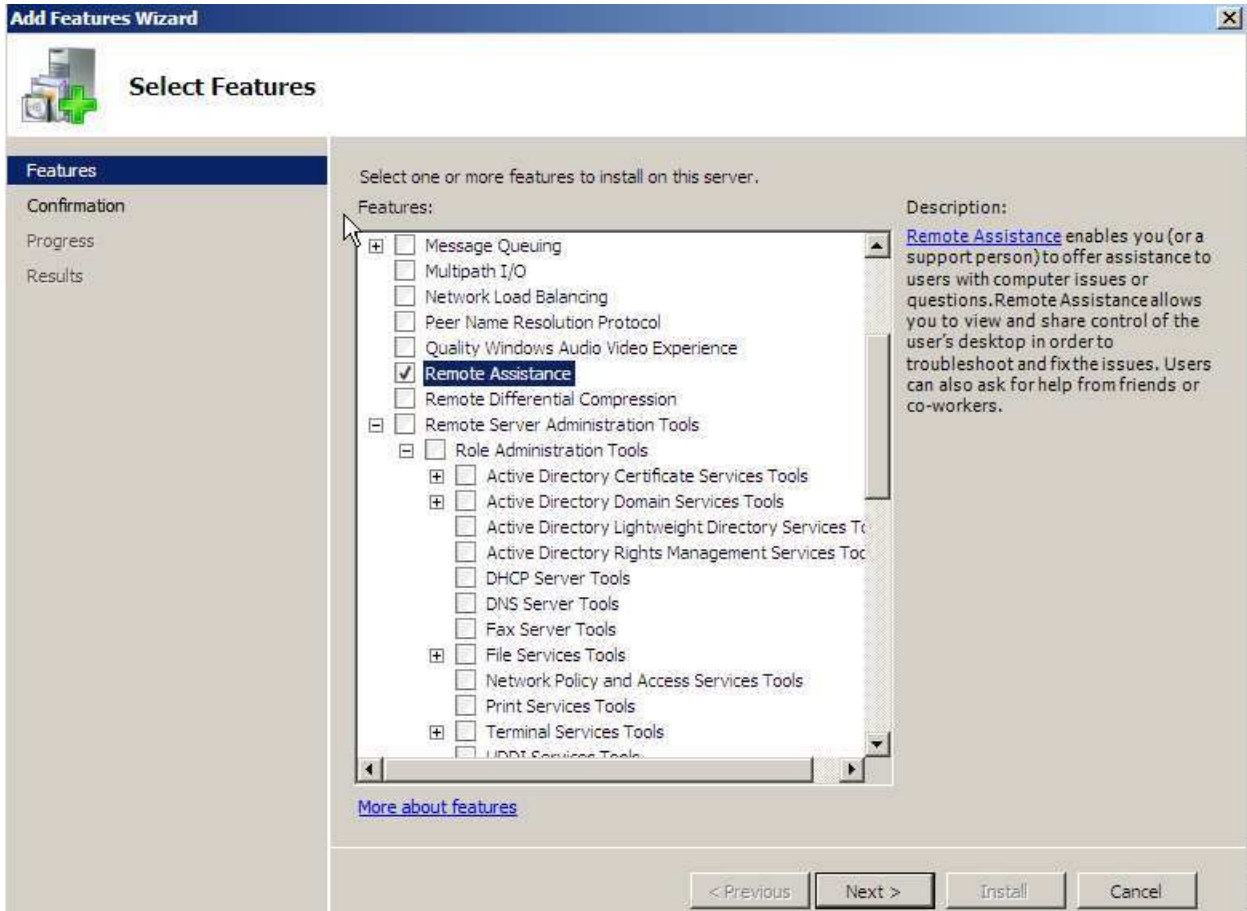 Add Features Wizard
Select Features
Features
Confirmation
Progress
Results
Select one or more features to install on this server.
Features:
Message Queuing
Multipath I/O
Network Load Balancing
Peer Name Resolution Protocol
Quality Windows Audio Video Experience
Remote Assistance
Remote Differential Compression
Remote Server Administration Tools
Role Administration Tools
Active Directory Certificate Services Tools
Active Directory Domain Services Tools
Active Directory Lightweight Directory Services
Active Directory Rights Management Services
DHCP Server Tools
DNS Server Tools
Fax Server Tools
File Services Tools
Network Policy and Access Services Tools
Print Services Tools
Terminal Services Tools
UDDI Services Tools
More about features
Description:
Remote Assistance enables you (or a
support person) to offer assistance to
users with computer issues or
questions. Remote Assistance allows
you to view and share control of the
user's desktop in order to
troubleshoot and fix the issues. Users
can also ask for help from friends or
co-workers.
< Previous
Next >
Install
Cancel